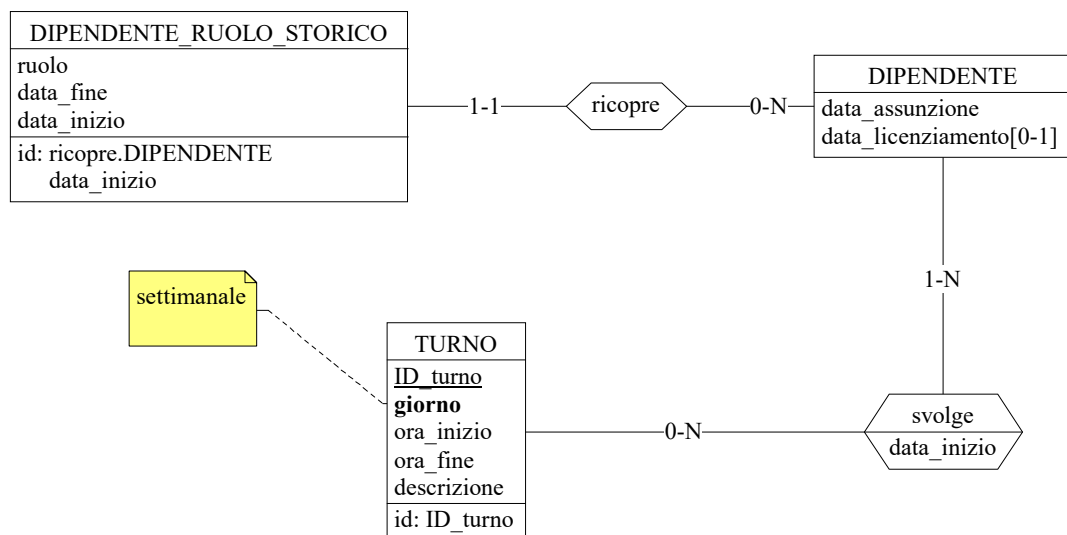 DIPENDENTE_RUOLO_STORICO
ruolo
data_fine
data_inizio
id: ricopre.DIPENDENTE
data_inizio
1-1
ricopre
0-N
DIPENDENTE
data_assunzione
data_licenziamento[0-1]
1-N
settimanale
TURNO
ID_turno
giorno
ora_inizio
ora_fine
descrizione
id: ID_turno
0-N
svolge
data_inizio